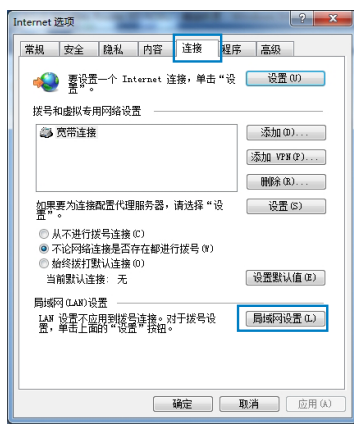 Internet 选项
常规 安全 隐私 内容 连接 程序 高级
要设置一个 Internet 连接，单击“设
置”。
设置(U)
拨号和虚拟专用网络设置
宽带连接
添加(D)...
添加 VPN(P)...
删除(R)...
如果要为连接配置代理服务器，请选择“设
置”。
设置(S)
从不进行拨号连接(C)
不论网络连接是否存在都进行拨号(W)
始终拨打默认连接(O)
当前默认连接: 无
设置默认值(E)
局域网(LAN)设置
LAN 设置不应用到拨号连接。对于拨号设
置，单击上面的“设置”按钮。
局域网设置(L)
确定 取消 应用(A)